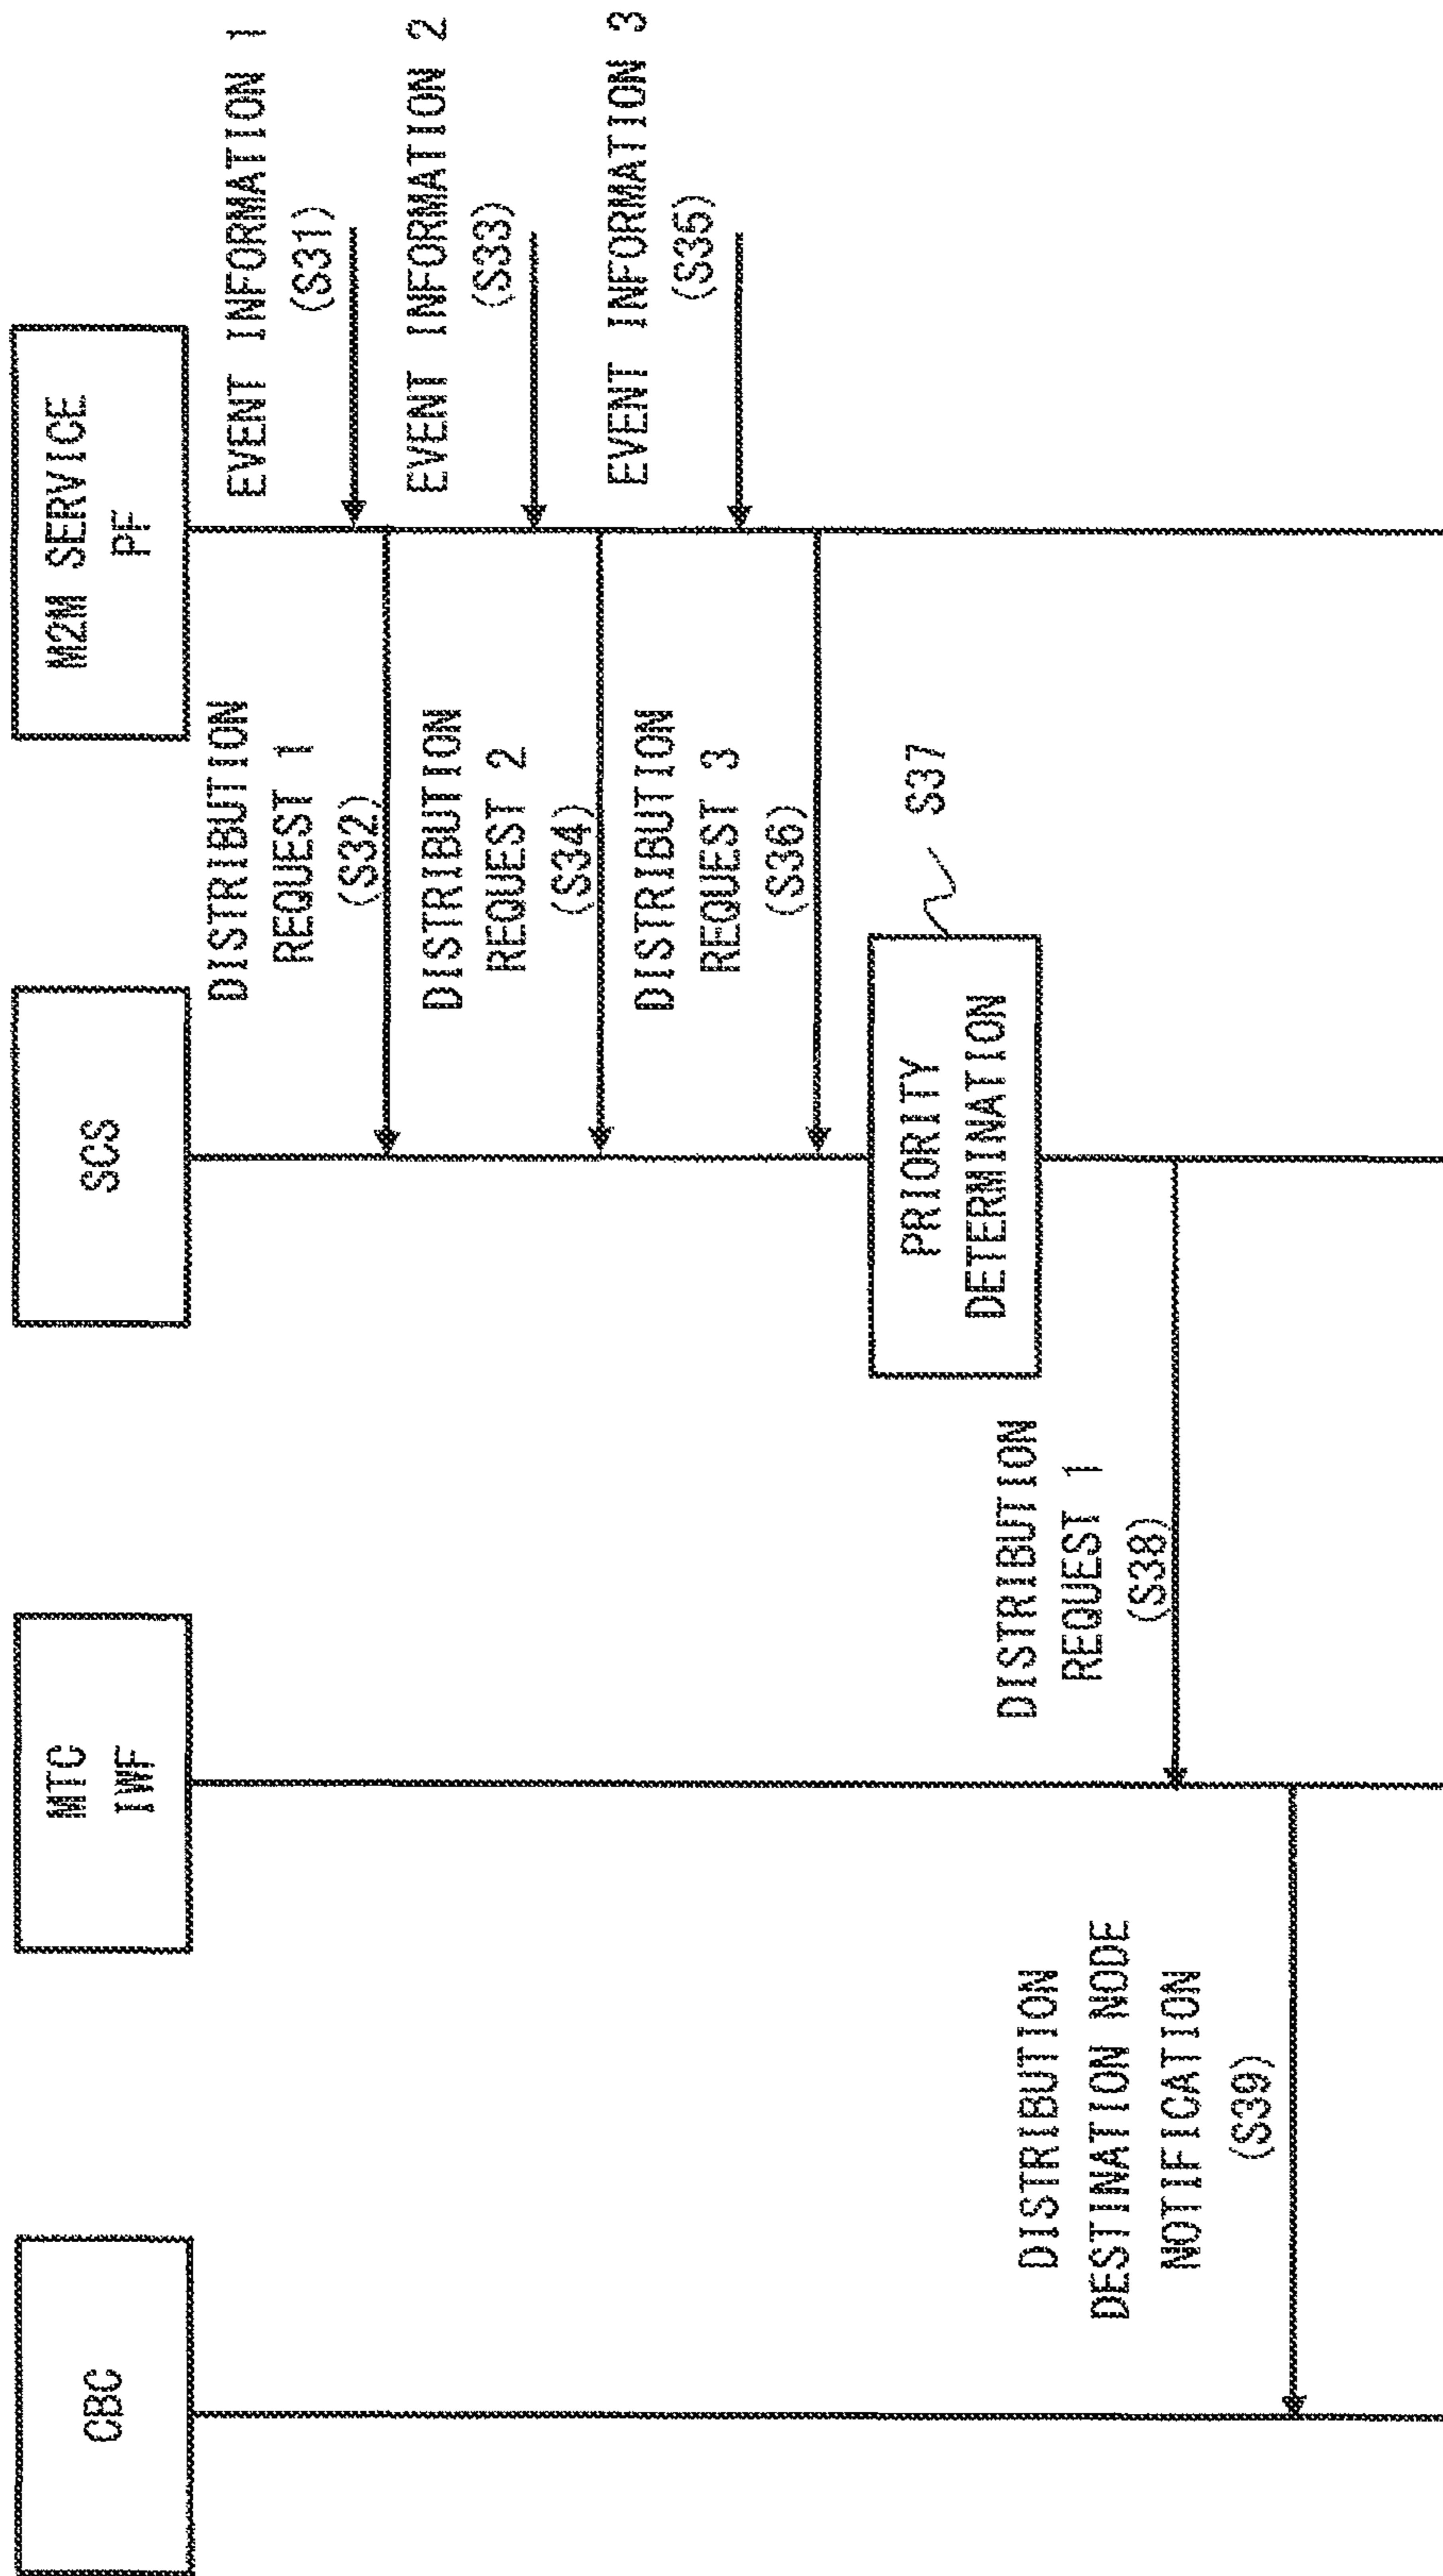 CBC
MTC
IWF
SCS
M2M SERVICE
PF
EVENT INFORMATION 1
(S31)
DISTRIBUTION
REQUEST 1
(S32)
EVENT INFORMATION 2
(S33)
DISTRIBUTION
REQUEST 2
(S34)
EVENT INFORMATION 3
(S35)
DISTRIBUTION
REQUEST 3
(S36)
PRIORITY
DETERMINATION
S37
DISTRIBUTION
REQUEST 1
(S38)
DISTRIBUTION
DESTINATION NODE
NOTIFICATION
(S39)